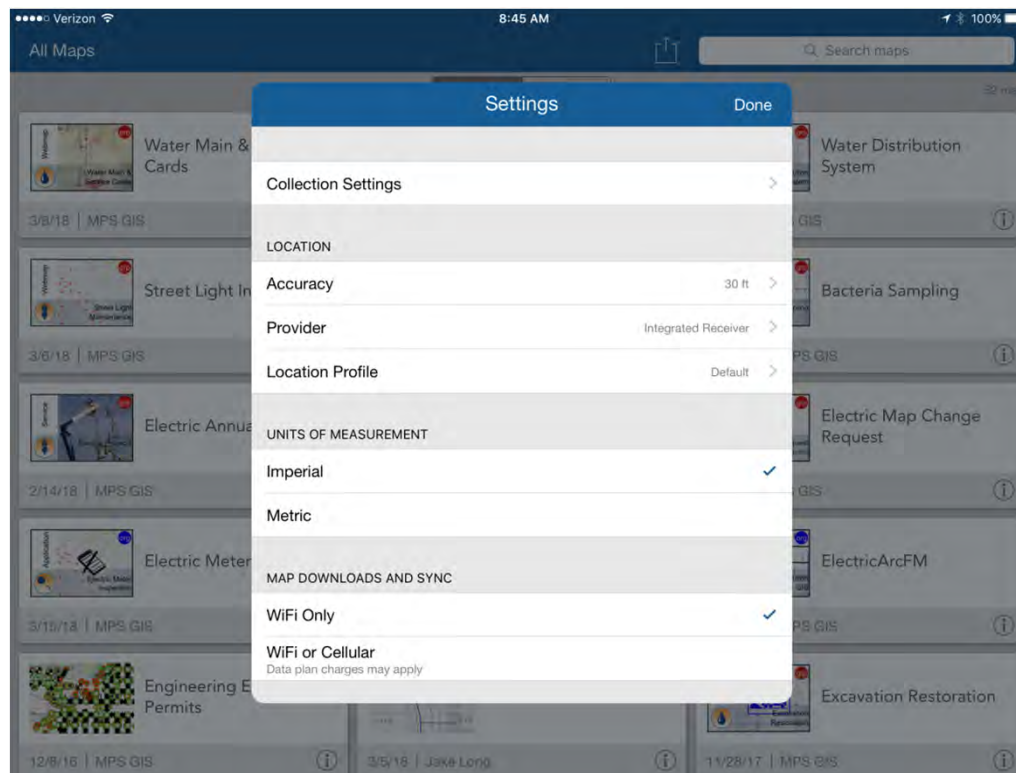 Verizon
8:45 AM
100%
All Maps
Search maps
Settings
Done
Water Main &
Cards
Water Distribution
System
Collection Settings
3/8/18 | MPS GIS
GIS
LOCATION
Accuracy
30 ft
Street Light In
Bacteria Sampling
Provider
Integrated Receiver
3/6/18 | MPS GIS
PS GIS
Location Profile
Default
Electric Annua
Electric Map Change
Request
UNITS OF MEASUREMENT
Imperial
2/14/18 | MPS GIS
GIS
Metric
Electric Meter
ElectricArcFM
MAP DOWNLOADS AND SYNC
WiFi Only
3/15/18 | MPS GIS
PS GIS
WiFi or Cellular
Data plan charges may apply
Engineering E
Permits
Excavation Restoration
12/8/16 | MPS GIS
3/5/18 | Jake Long
11/28/17 | MPS GIS